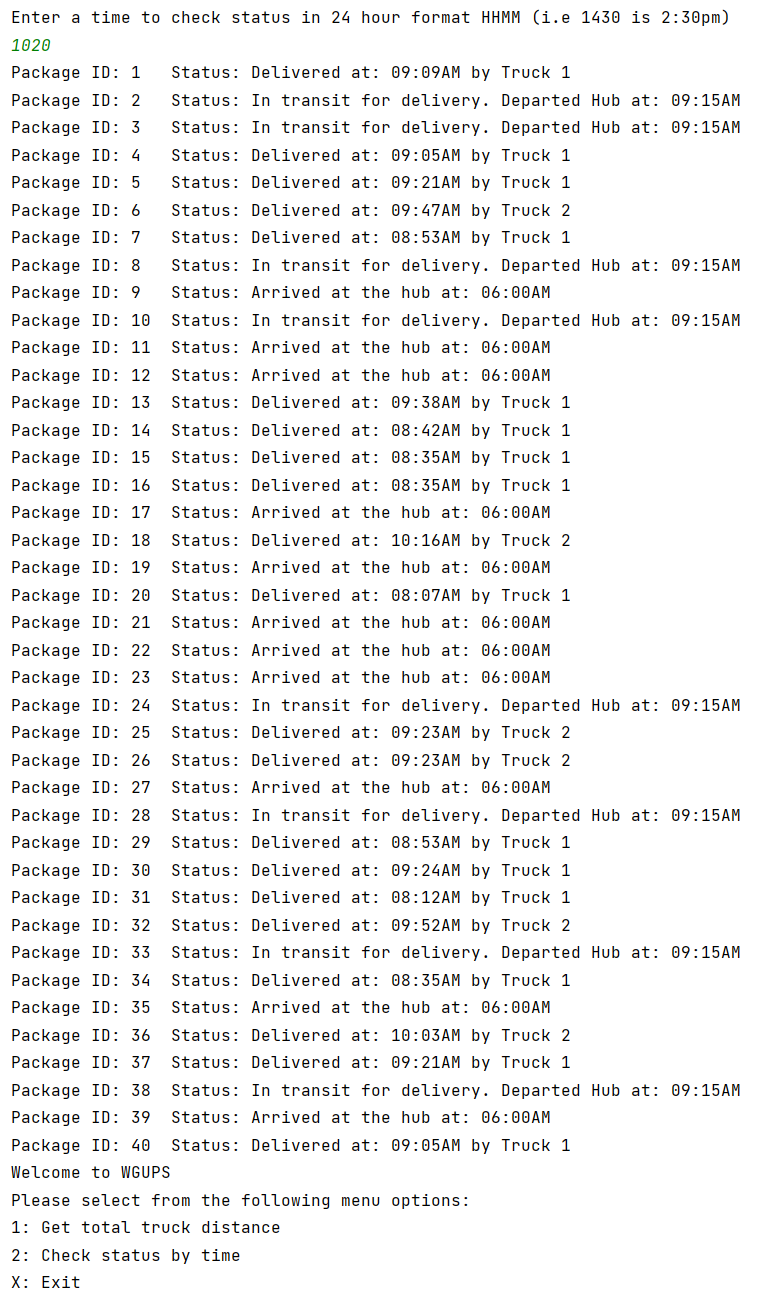 Enter a time to check status in 24 hour format HHMM (i.e 1430 is 2:30pm)
1020
Package ID: 1   Status: Delivered at: 09:09AM by Truck 1
Package ID: 2   Status: In transit for delivery. Departed Hub at: 09:15AM
Package ID: 3   Status: In transit for delivery. Departed Hub at: 09:15AM
Package ID: 4   Status: Delivered at: 09:05AM by Truck 1
Package ID: 5   Status: Delivered at: 09:21AM by Truck 1
Package ID: 6   Status: Delivered at: 09:47AM by Truck 2
Package ID: 7   Status: Delivered at: 08:53AM by Truck 1
Package ID: 8   Status: In transit for delivery. Departed Hub at: 09:15AM
Package ID: 9   Status: Arrived at the hub at: 06:00AM
Package ID: 10  Status: In transit for delivery. Departed Hub at: 09:15AM
Package ID: 11  Status: Arrived at the hub at: 06:00AM
Package ID: 12  Status: Arrived at the hub at: 06:00AM
Package ID: 13  Status: Delivered at: 09:38AM by Truck 1
Package ID: 14  Status: Delivered at: 08:42AM by Truck 1
Package ID: 15  Status: Delivered at: 08:35AM by Truck 1
Package ID: 16  Status: Delivered at: 08:35AM by Truck 1
Package ID: 17  Status: Arrived at the hub at: 06:00AM
Package ID: 18  Status: Delivered at: 10:16AM by Truck 2
Package ID: 19  Status: Arrived at the hub at: 06:00AM
Package ID: 20  Status: Delivered at: 08:07AM by Truck 1
Package ID: 21  Status: Arrived at the hub at: 06:00AM
Package ID: 22  Status: Arrived at the hub at: 06:00AM
Package ID: 23  Status: Arrived at the hub at: 06:00AM
Package ID: 24  Status: In transit for delivery. Departed Hub at: 09:15AM
Package ID: 25  Status: Delivered at: 09:23AM by Truck 2
Package ID: 26  Status: Delivered at: 09:23AM by Truck 2
Package ID: 27  Status: Arrived at the hub at: 06:00AM
Package ID: 28  Status: In transit for delivery. Departed Hub at: 09:15AM
Package ID: 29  Status: Delivered at: 08:53AM by Truck 1
Package ID: 30  Status: Delivered at: 09:24AM by Truck 1
Package ID: 31  Status: Delivered at: 08:12AM by Truck 1
Package ID: 32  Status: Delivered at: 09:52AM by Truck 2
Package ID: 33  Status: In transit for delivery. Departed Hub at: 09:15AM
Package ID: 34  Status: Delivered at: 08:35AM by Truck 1
Package ID: 35  Status: Arrived at the hub at: 06:00AM
Package ID: 36  Status: Delivered at: 10:03AM by Truck 2
Package ID: 37  Status: Delivered at: 09:21AM by Truck 1
Package ID: 38  Status: In transit for delivery. Departed Hub at: 09:15AM
Package ID: 39  Status: Arrived at the hub at: 06:00AM
Package ID: 40  Status: Delivered at: 09:05AM by Truck 1
Welcome to WGUPS
Please select from the following menu options:
1: Get total truck distance
2: Check status by time
X: Exit